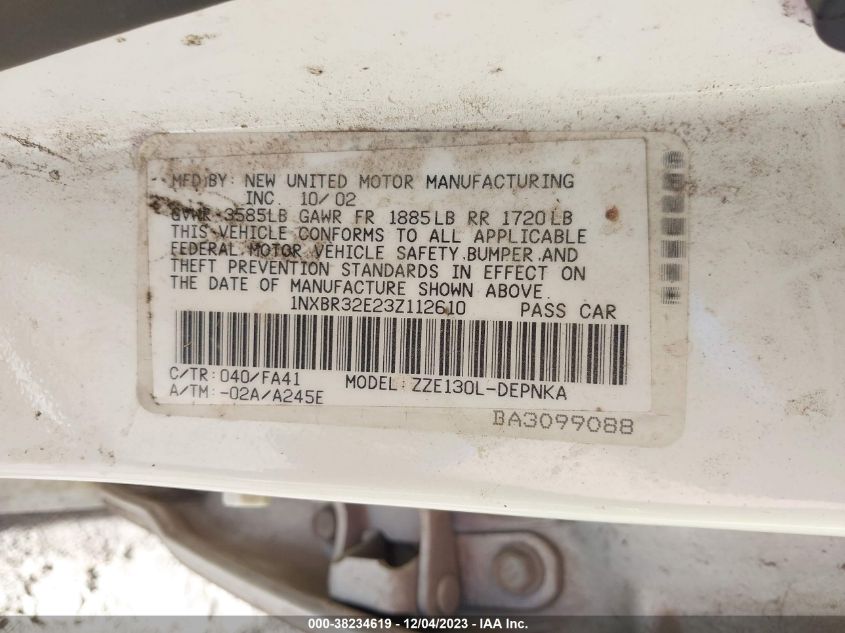 MFD BY: NEW UNITED MOTOR MANUFACTURING
INC. 10/02
GVWR 3585LB GAWR FR 1885LB RR 1720LB
THIS VEHICLE CONFORMS TO ALL APPLICABLE
FEDERAL MOTOR VEHICLE SAFETY, BUMPER, AND
THEFT PREVENTION STANDARDS IN EFFECT ON
THE DATE OF MANUFACTURE SHOWN ABOVE.
1NXBR32E23Z112610 PASS CAR
C/TR: 040/FA41 MODEL: ZZE130L-DEPNKA
A/TM: -02A/A245E
BA3099088
000-38234619 - 12/04/2023 - IAA Inc.